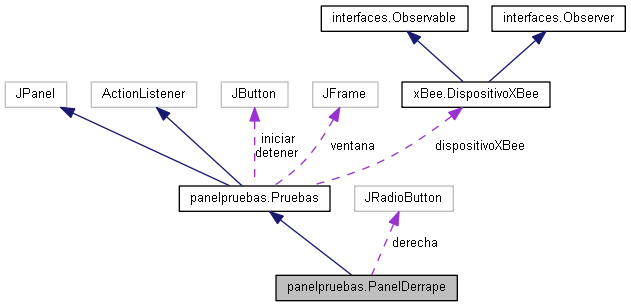 interfaces.Observable
interfaces.Observer
JPanel
ActionListener
JButton
JFrame
xBee.DispositivoXBee
iniciar
detener
ventana
dispositivoXBee
panelpruebas.Pruebas
JRadioButton
derecha
panelpruebas.PanelDerrape